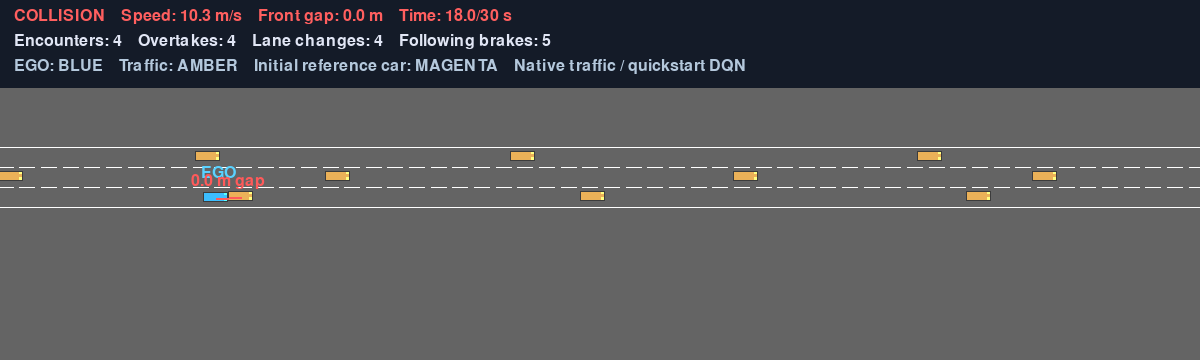 COLLISION Speed: 10.3 m/s Front gap: 0.0 m Time: 18.0/30 s
Encounters: 4 Overtakes: 4 Lane changes: 4 Following brakes: 5
EGO: BLUE Traffic: AMBER Initial reference car: MAGENTA Native traffic / quickstart DQN
EGO
0.0 m gap